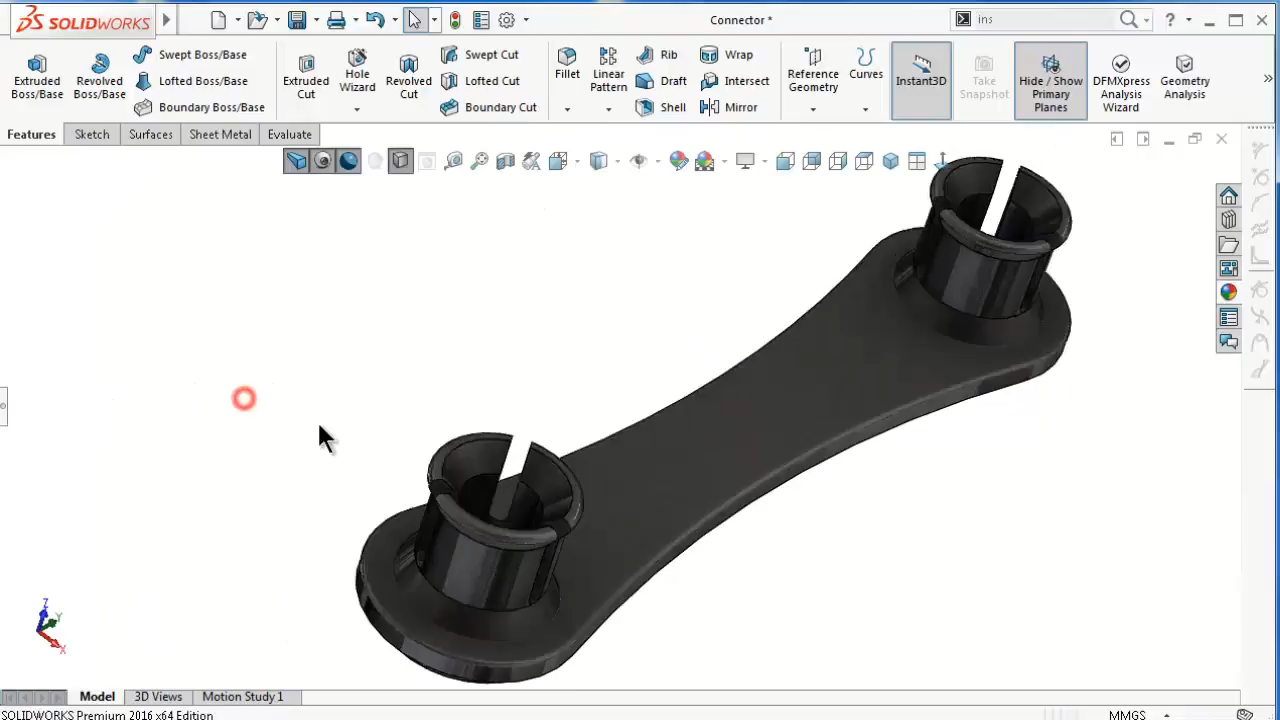 SOLIDWORKS
Connector *
ins
Extruded Boss/Base
Revolved Boss/Base
Swept Boss/Base
Lofted Boss/Base
Boundary Boss/Base
Extruded Cut
Hole Wizard
Revolved Cut
Swept Cut
Lofted Cut
Boundary Cut
Fillet
Linear Pattern
Rib
Draft
Shell
Wrap
Intersect
Mirror
Reference Geometry
Curves
Instant3D
Take Snapshot
Hide / Show Primary Planes
DFMXpress Analysis Wizard
Geometry Analysis
Features Sketch Surfaces Sheet Metal Evaluate
Z
Y
X
Model 3D Views Motion Study 1
SOLIDWORKS Premium 2016 x64 Edition MMGS